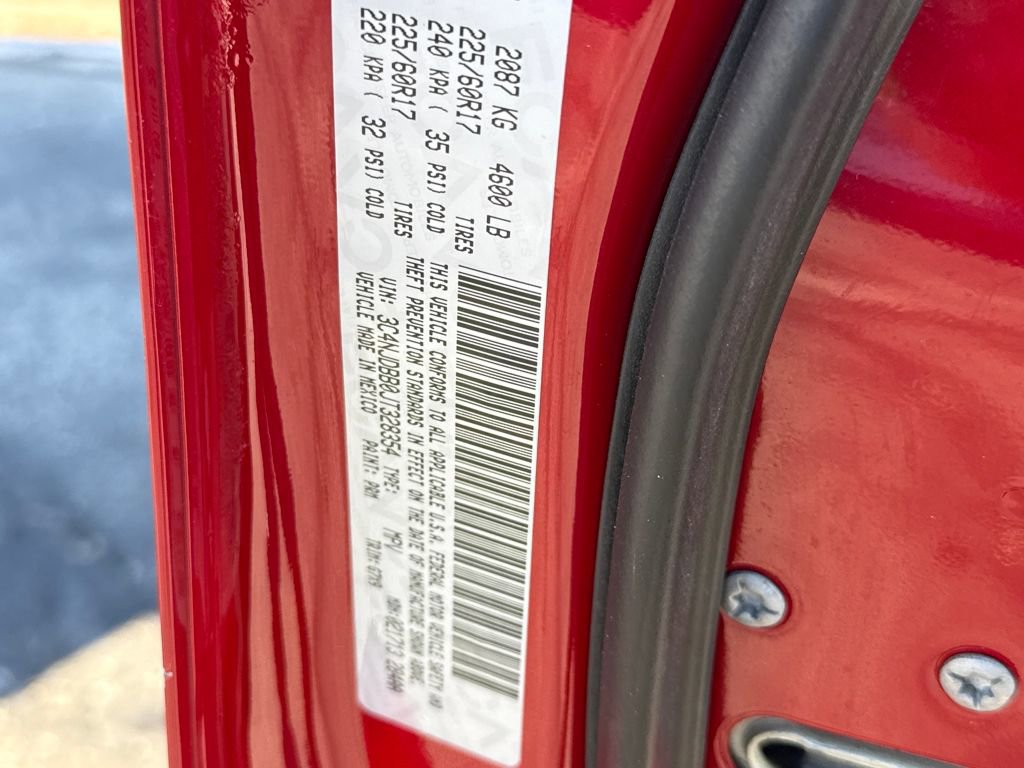 2087 KG 4600 LB
225/60R17 TIRES
240 KPA ( 35 PSI) COLD
225/60R17 TIRES
220 KPA ( 32 PSI) COLD
THIS VEHICLE CONFORMS TO ALL APPLICABLE U.S.A. FEDERAL MOTOR VEHICLE SAFETY AND
THEFT PREVENTION STANDARDS IN EFFECT ON THE DATE OF MANUFACTURE SHOWN ABOVE
VIN: 3C4NJDBB0JT328354 TYPE: MPV
VEHICLE MADE IN MEXICO PAINT: PRM TRIM: